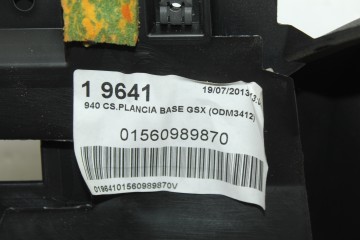 1 9641 19/07/2013
940 CS.PLANCIA BASE GSX (ODM3412)
01560989870
01964101560989870V